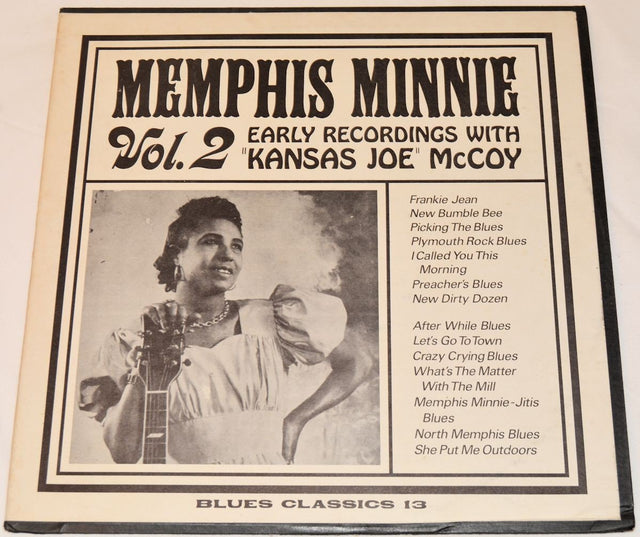 MEMPHIS MINNIE
Vol. 2 EARLY RECORDINGS WITH
"KANSAS JOE" McCOY
Frankie Jean
New Bumble Bee
Picking The Blues
Plymouth Rock Blues
I Called You This
Morning
Preacher's Blues
New Dirty Dozen
After While Blues
Let's Go To Town
Crazy Crying Blues
What's The Matter
With The Mill
Memphis Minnie-Jitis
Blues
North Memphis Blues
She Put Me Outdoors
BLUES CLASSICS 13